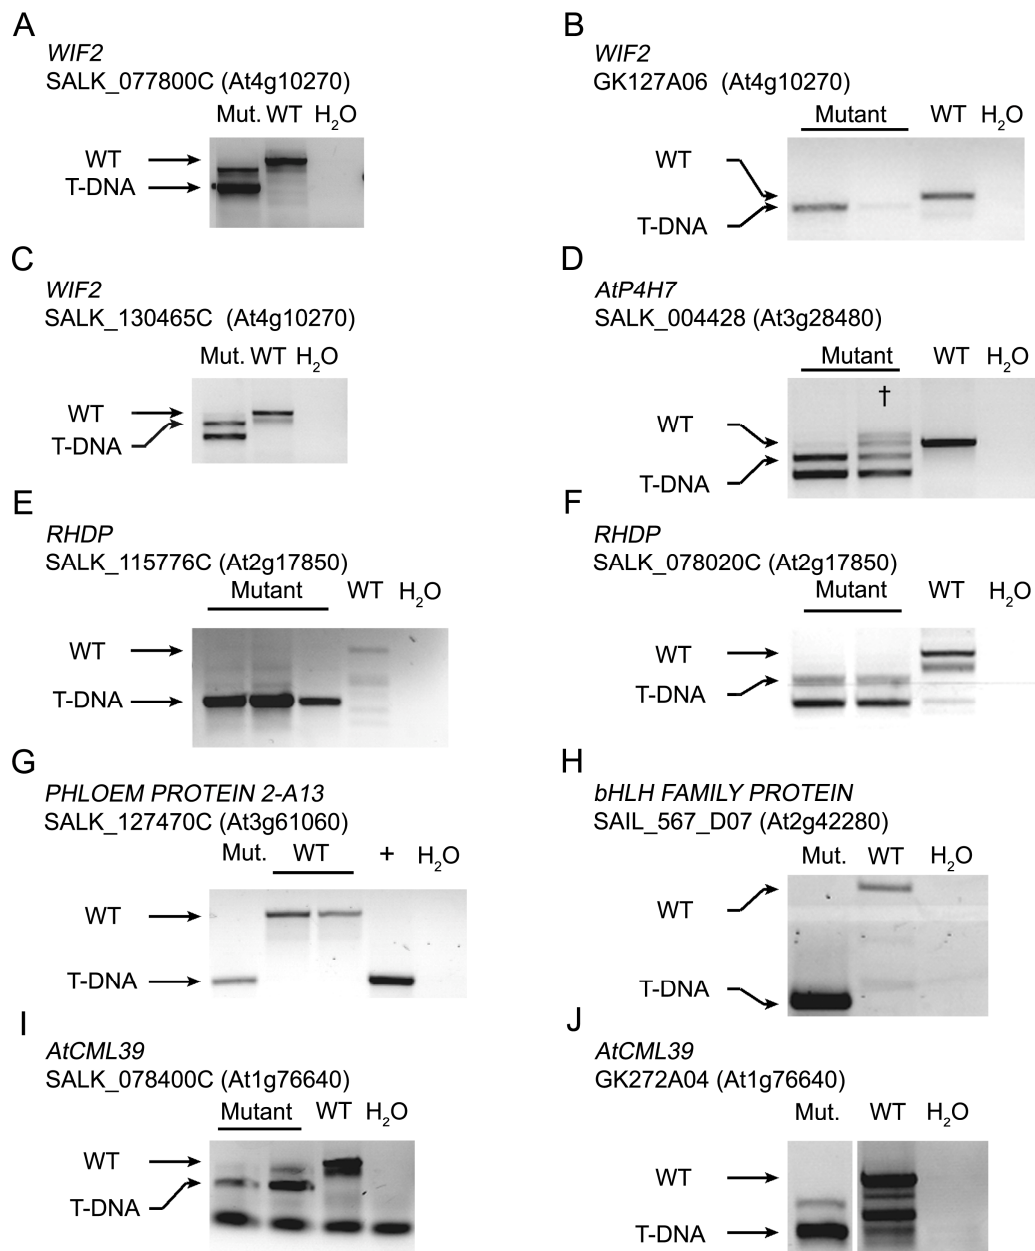 A
WIF2
SALK_077800C (At4g10270)
Mut. WT H₂O
WT
T-DNA
B
WIF2
GK127A06 (At4g10270)
Mutant WT H₂O
WT
T-DNA
C
WIF2
SALK_130465C (At4g10270)
Mut. WT H₂O
WT
T-DNA
D
AtP4H7
SALK_004428 (At3g28480)
Mutant WT H₂O
†
WT
T-DNA
E
RHDP
SALK_115776C (At2g17850)
Mutant WT H₂O
WT
T-DNA
F
RHDP
SALK_078020C (At2g17850)
Mutant WT H₂O
WT
T-DNA
G
PHLOEM PROTEIN 2-A13
SALK_127470C (At3g61060)
Mut. WT + H₂O
WT
T-DNA
H
bHLH FAMILY PROTEIN
SAIL_567_D07 (At2g42280)
Mut. WT H₂O
WT
T-DNA
I
AtCML39
SALK_078400C (At1g76640)
Mutant WT H₂O
WT
T-DNA
J
AtCML39
GK272A04 (At1g76640)
Mut. WT H₂O
WT
T-DNA